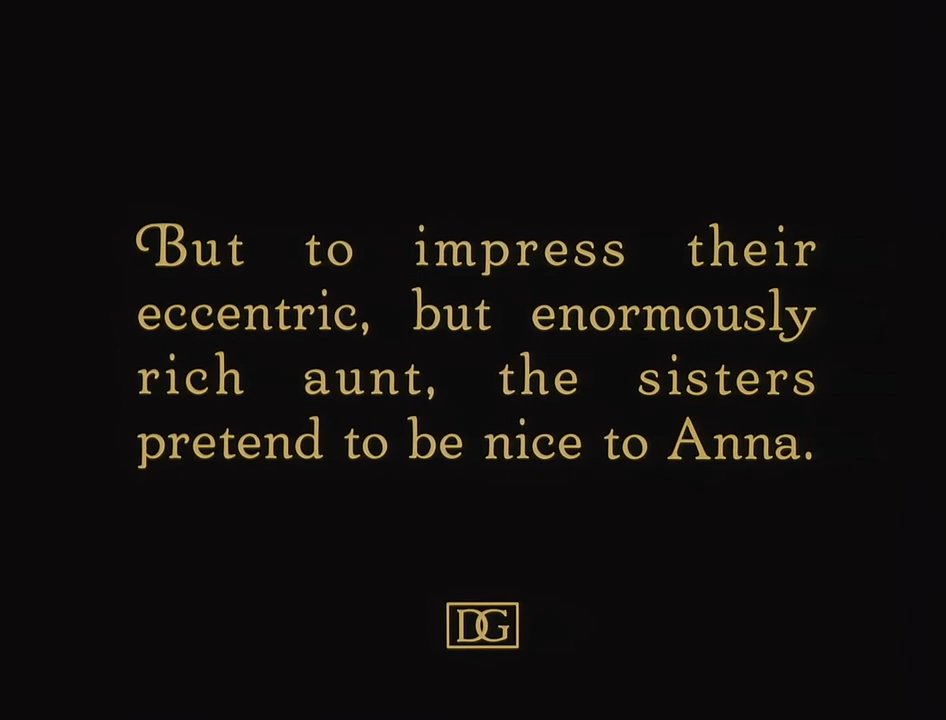 But to impress their
eccentric, but enormously
rich aunt, the sisters
pretend to be nice to Anna.
DG